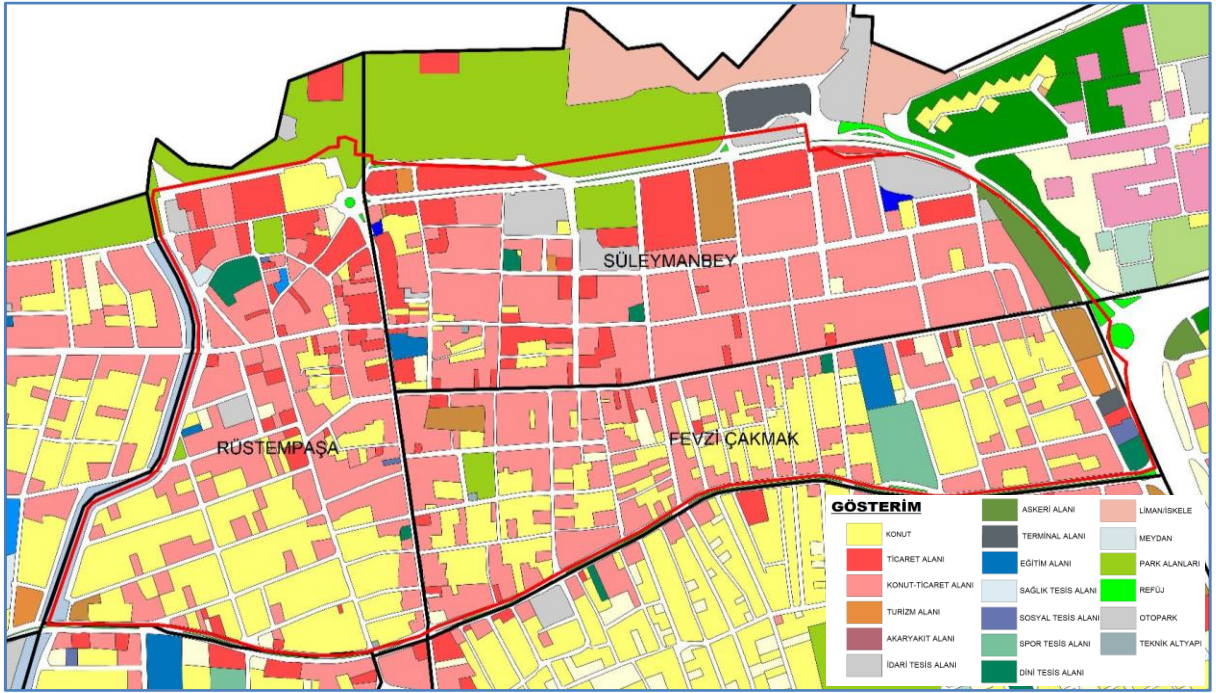 SÜLEYMANBEY
RÜSTEMPAŞA
FEVZİ ÇAKMAK
GÖSTERİM
KONUT
TİCARET ALANI
KONUT-TİCARET ALANI
TURİZM ALANI
AKARYAKIT ALANI
İDARİ TESİS ALANI
ASKERİ ALANI
TERMİNAL ALANI
EĞİTİM ALANI
SAĞLIK TESİS ALANI
SOSYAL TESİS ALANI
SPOR TESİS ALANI
DİNİ TESİS ALANI
LİMAN/İSKELE
MEYDAN
PARK ALANLARI
REFÜJ
OTOPARK
TEKNİK ALTYAPI